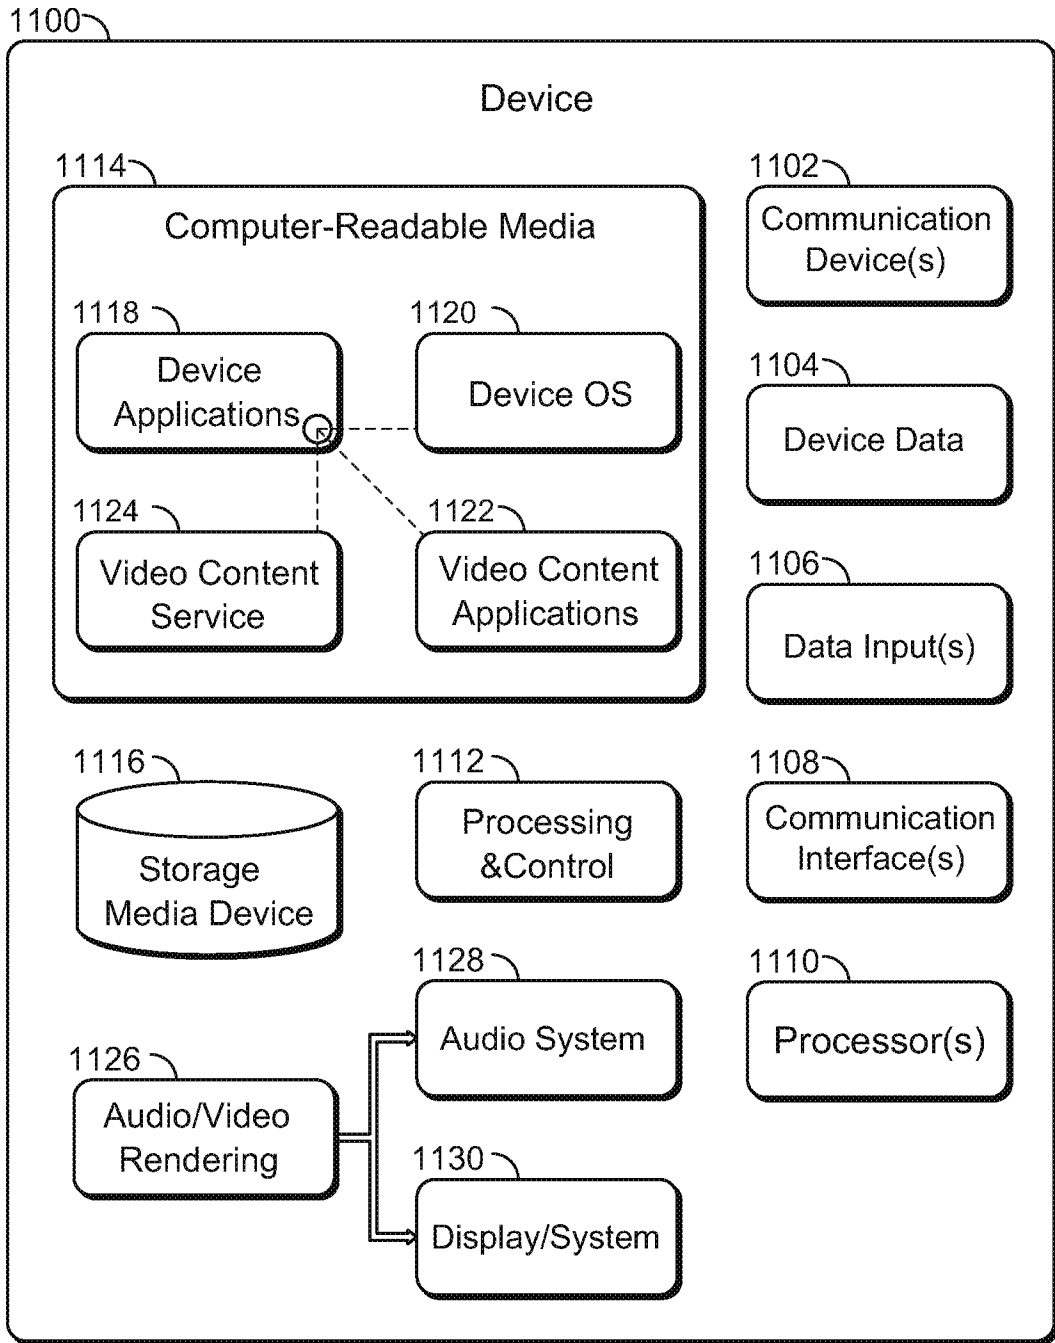 1100
Device
1114
Computer-Readable Media
1118
Device
Applications
1120
Device OS
1124
Video Content
Service
1122
Video Content
Applications
1102
Communication
Device(s)
1104
Device Data
1106
Data Input(s)
1116
Storage
Media Device
1112
Processing
&Control
1108
Communication
Interface(s)
1128
Audio System
1110
Processor(s)
1126
Audio/Video
Rendering
1130
Display/System